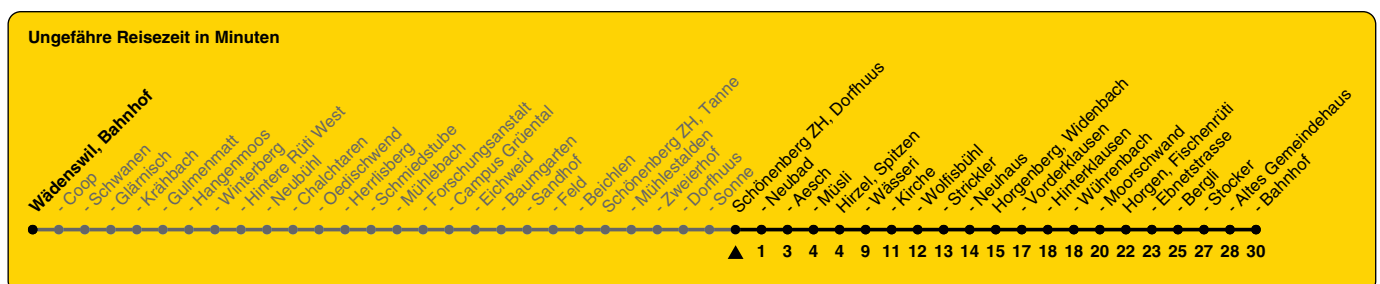 Ungefähre Reisezeit in Minuten
Wädenswil, Bahnhof
- Coop
- Schwanen
- Glärnisch
- Krähbach
- Gulmenmatt
- Hangenmoos
- Winterberg
- Hintere Rüti West
- Neubühl
- Chalchtaren
- Oedischwend
- Herrlisberg
- Schmiedstube
- Mühlebach
- Forschungsanstalt
- Campus Grüental
- Eichweid
- Baumgarten
- Sandhof
- Feld
- Beichlen
Schönenberg ZH, Tanne
- Mühlestalden
- Zweierhof
- Dorfhuus
- Sonne
Schönenberg ZH, Dorfhuus
- Neubad
- Aesch
- Müsli
Hirzel, Spitzen
- Wässeri
- Kirche
- Wolfisbühl
- Strickler
- Neuhaus
Horgenberg, Widenbach
- Vorderklausen
- Hinterklausen
- Wührenbach
- Moorschwand
Horgen, Fischenrüti
- Ebnetstrasse
- Bergli
- Stocker
- Altes Gemeindehaus
- Bahnhof
1 3 4 4 9 11 12 13 14 15 17 18 18 20 22 23 25 27 28 30